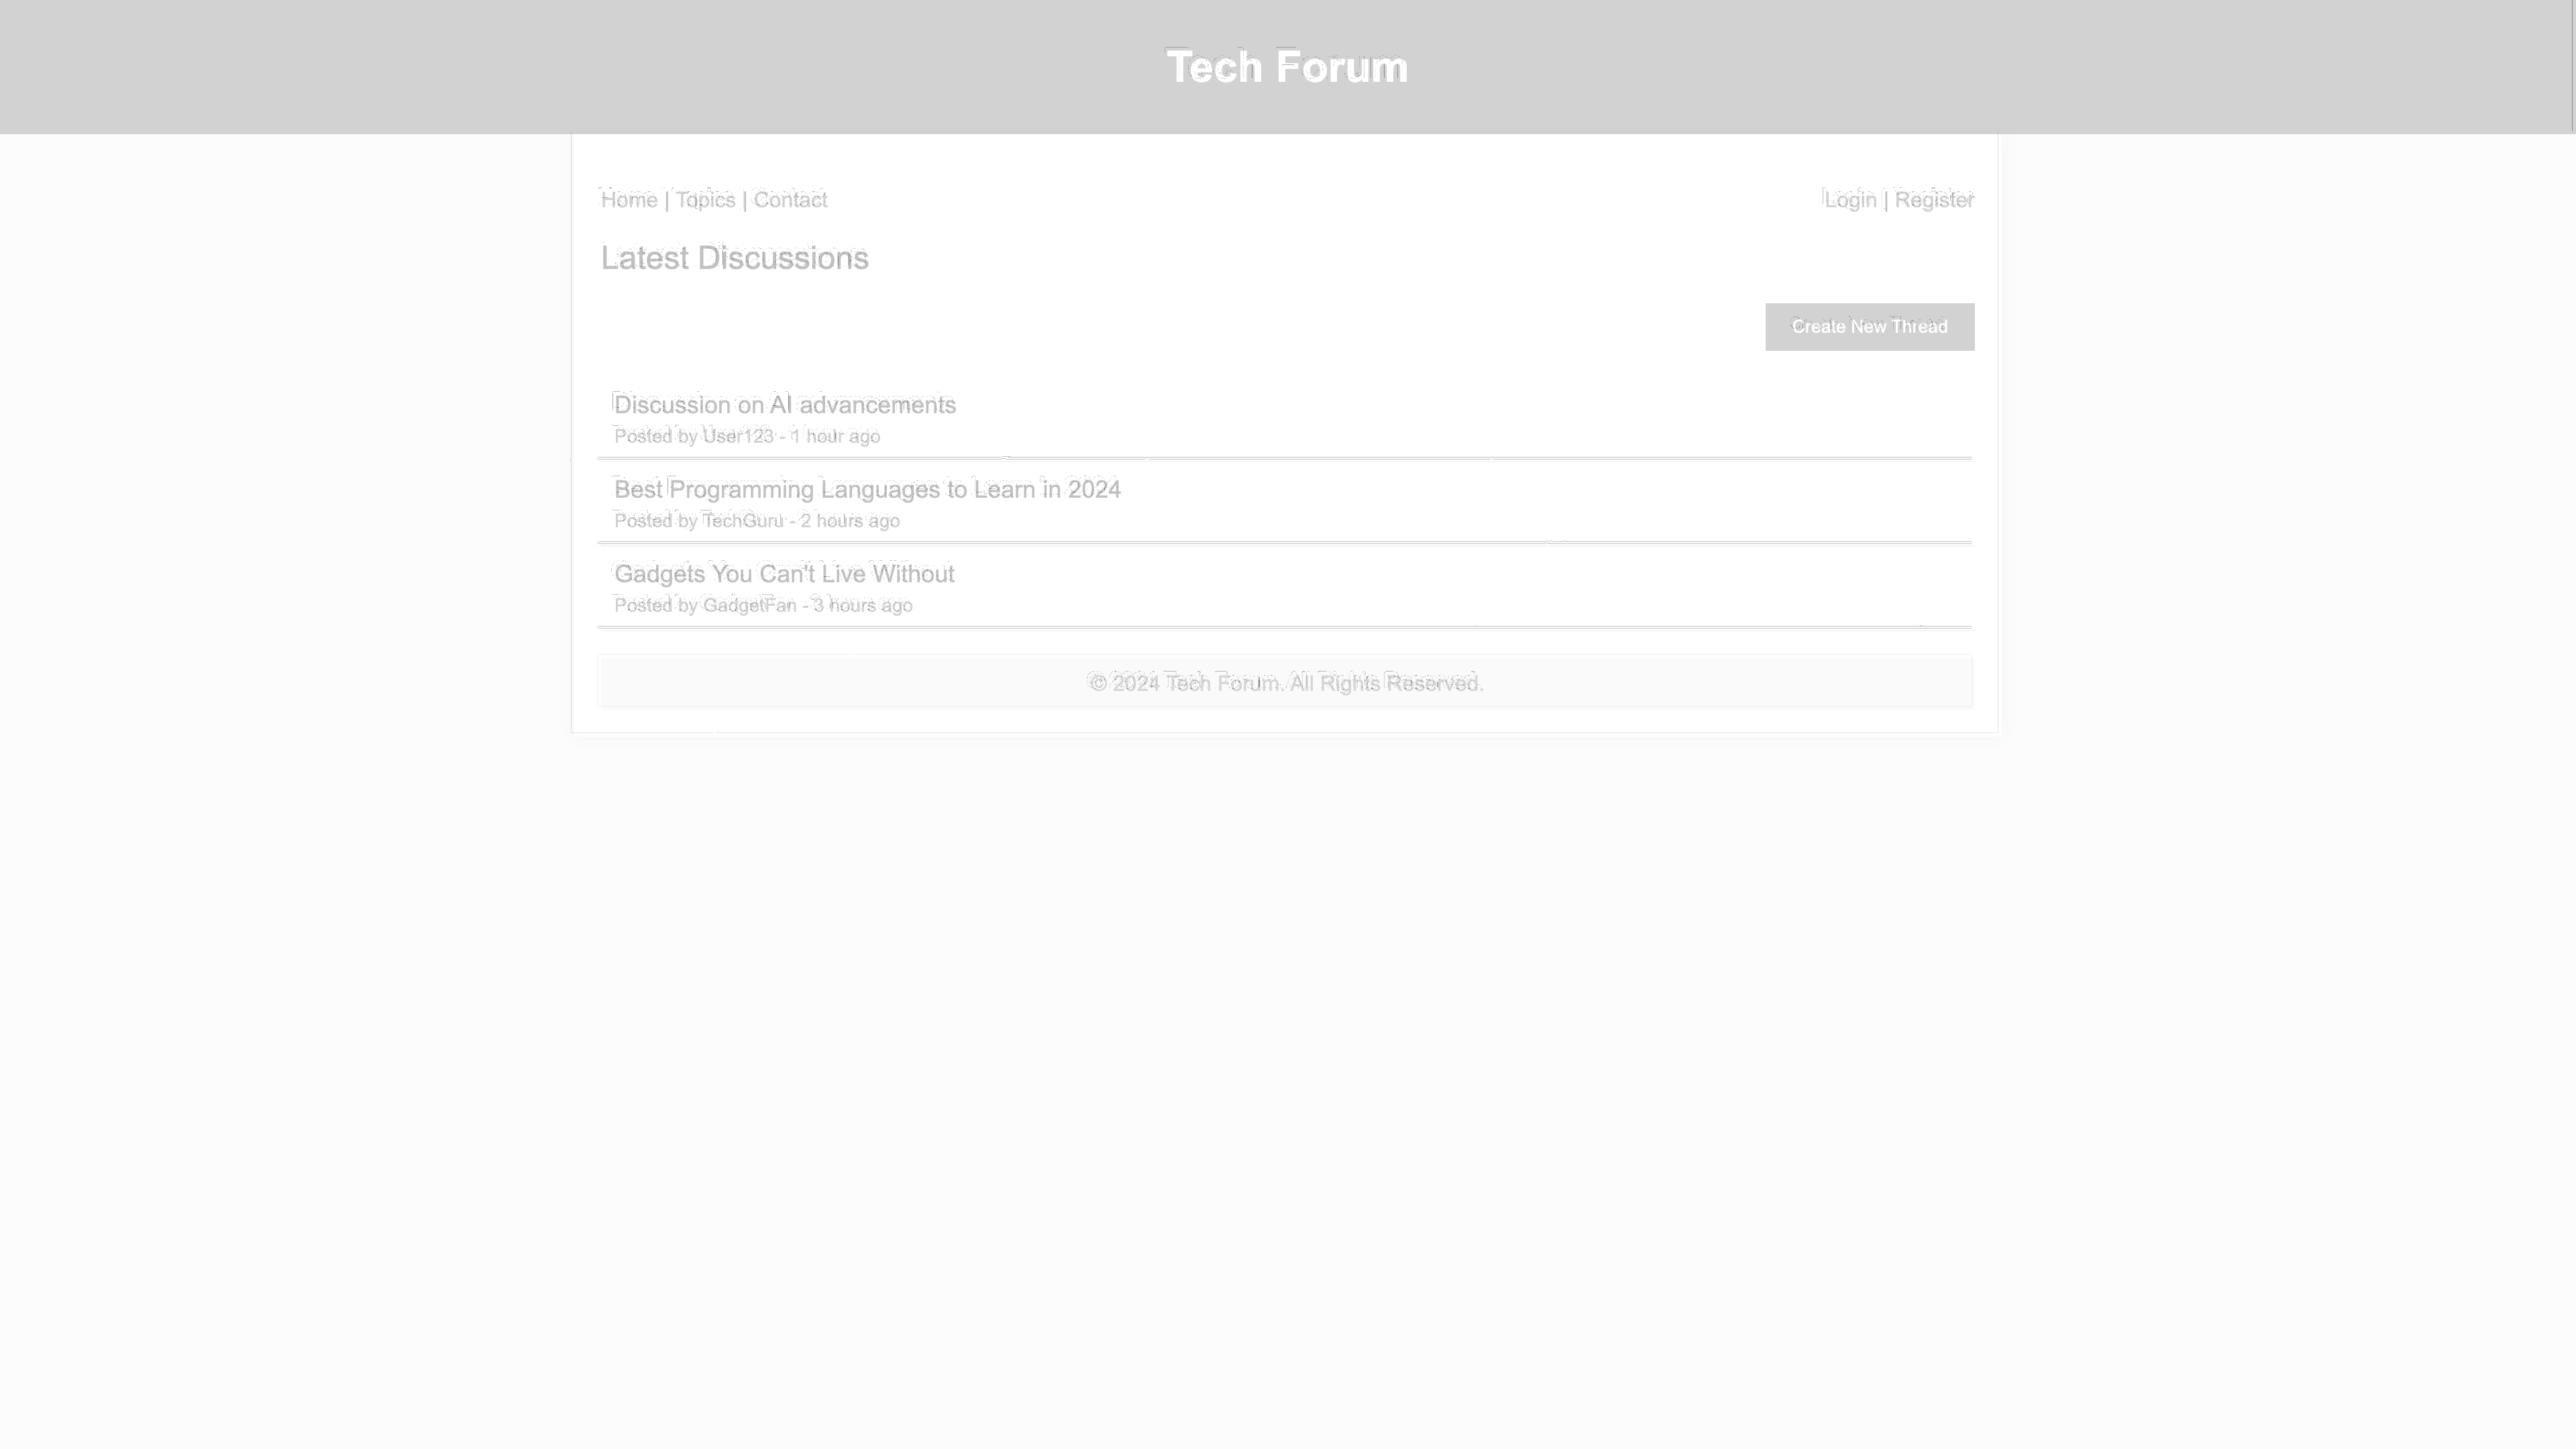 Tech Forum
Home | Topics | Contact
Login | Register
Latest Discussions
Create New Thread
Discussion on AI advancements
Posted by User123 - 1 hour ago
Best Programming Languages to Learn in 2024
Posted by TechGuru - 2 hours ago
Gadgets You Can't Live Without
Posted by GadgetFan - 3 hours ago
© 2024 Tech Forum. All Rights Reserved.